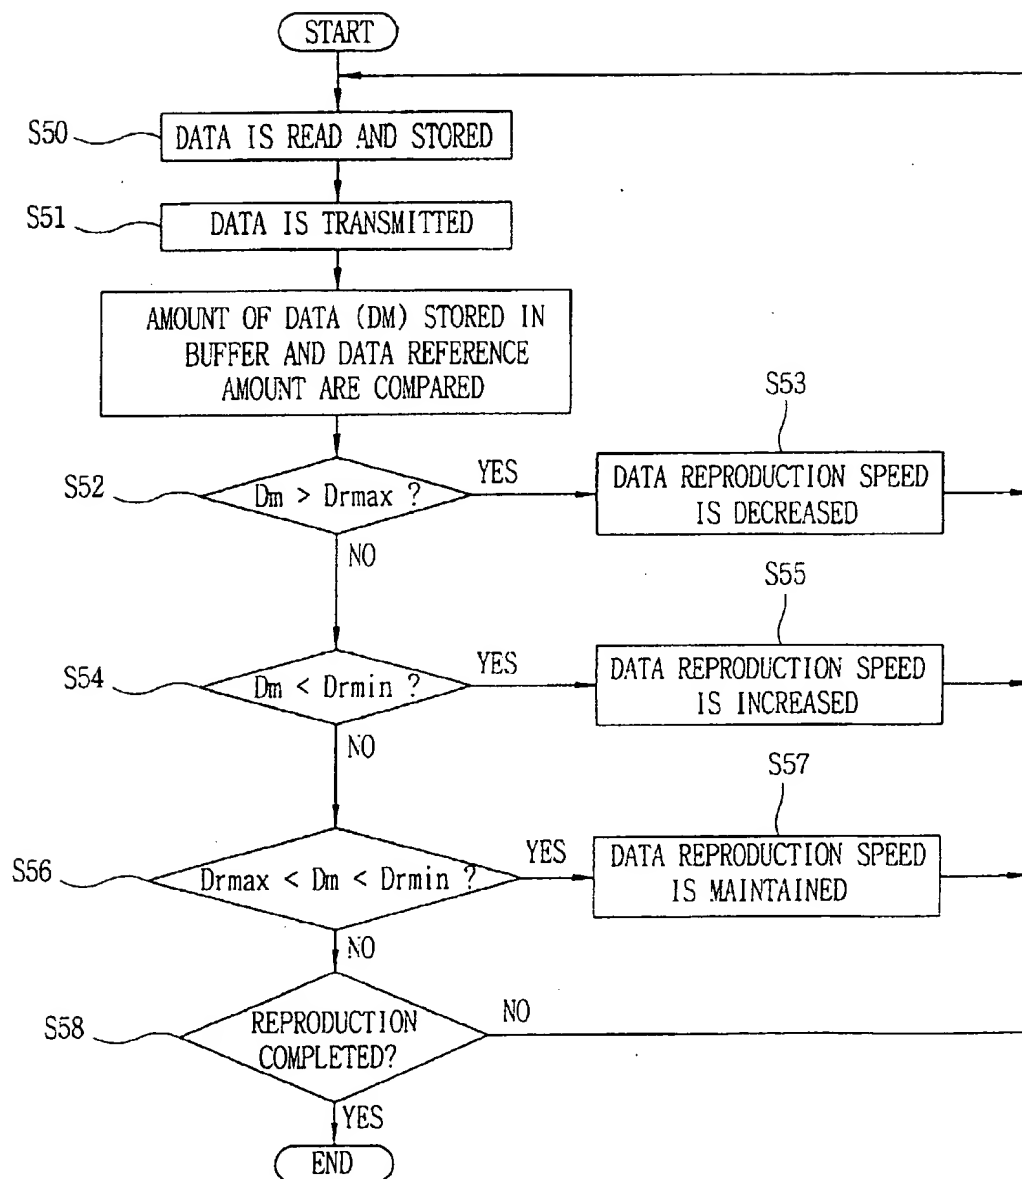 START
S50
DATA IS READ AND STORED
S51
DATA IS TRANSMITTED
AMOUNT OF DATA (DM) STORED IN
BUFFER AND DATA REFERENCE
AMOUNT ARE COMPARED
S53
S52
Dm > Drmax ?
YES
DATA REPRODUCTION SPEED
IS DECREASED
NO
S55
S54
Dm < Drmin ?
YES
DATA REPRODUCTION SPEED
IS INCREASED
NO
S57
S56
Drmax < Dm < Drmin ?
YES
DATA REPRODUCTION SPEED
IS MAINTAINED
NO
S58
REPRODUCTION
COMPLETED?
NO
YES
END